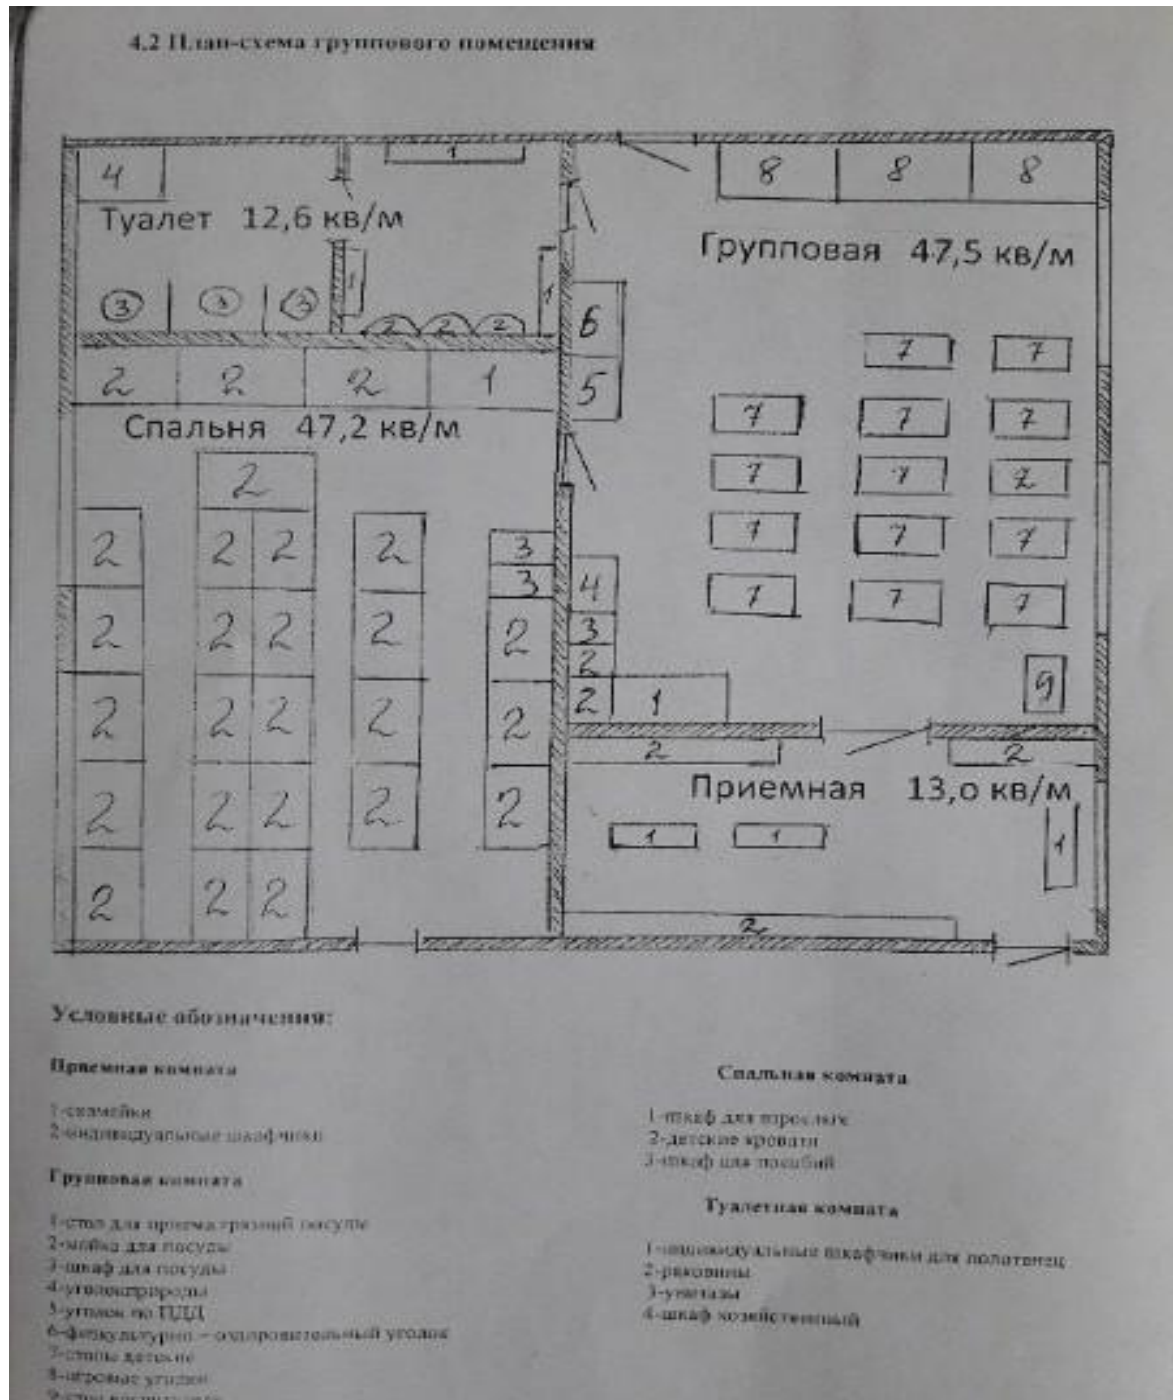 4.2 План-схема группового помещения
4 1 8 8 8
Туалет 12,6 кв/м
Групповая 47,5 кв/м
3 3 3 1 2 2 2 1 6
7 7
2 2 2 1 5
7 7 7
Спальня 47,2 кв/м
2 7 7 7
2 2 2 2 3 7 7 7
3 4 7 7 7
2 2 2 2 2 3
2 9
2 2 2 2 2 2 1
2 2
Приемная 13,0 кв/м
2 2 2 2 2 1 1 1
2 2 2 2
Условные обозначения:
Приемная комната
1-скамейки
2-индивидуальные шкафчики
Групповая комната
1-стол для приема грязной посуды
2-мойка для посуды
3-шкаф для посуды
4-уголок природы
5-уголок по ПДД
6-физкультурно – оздоровительный уголок
7-столы детские
8-игровые уголки
9-стол воспитателя
Спальная комната
1-шкаф для взрослых
2-детские кровати
3-шкаф для пособий
Туалетная комната
1-индивидуальные шкафчики для полотенец
2-раковины
3-унитазы
4-шкаф хозяйственный